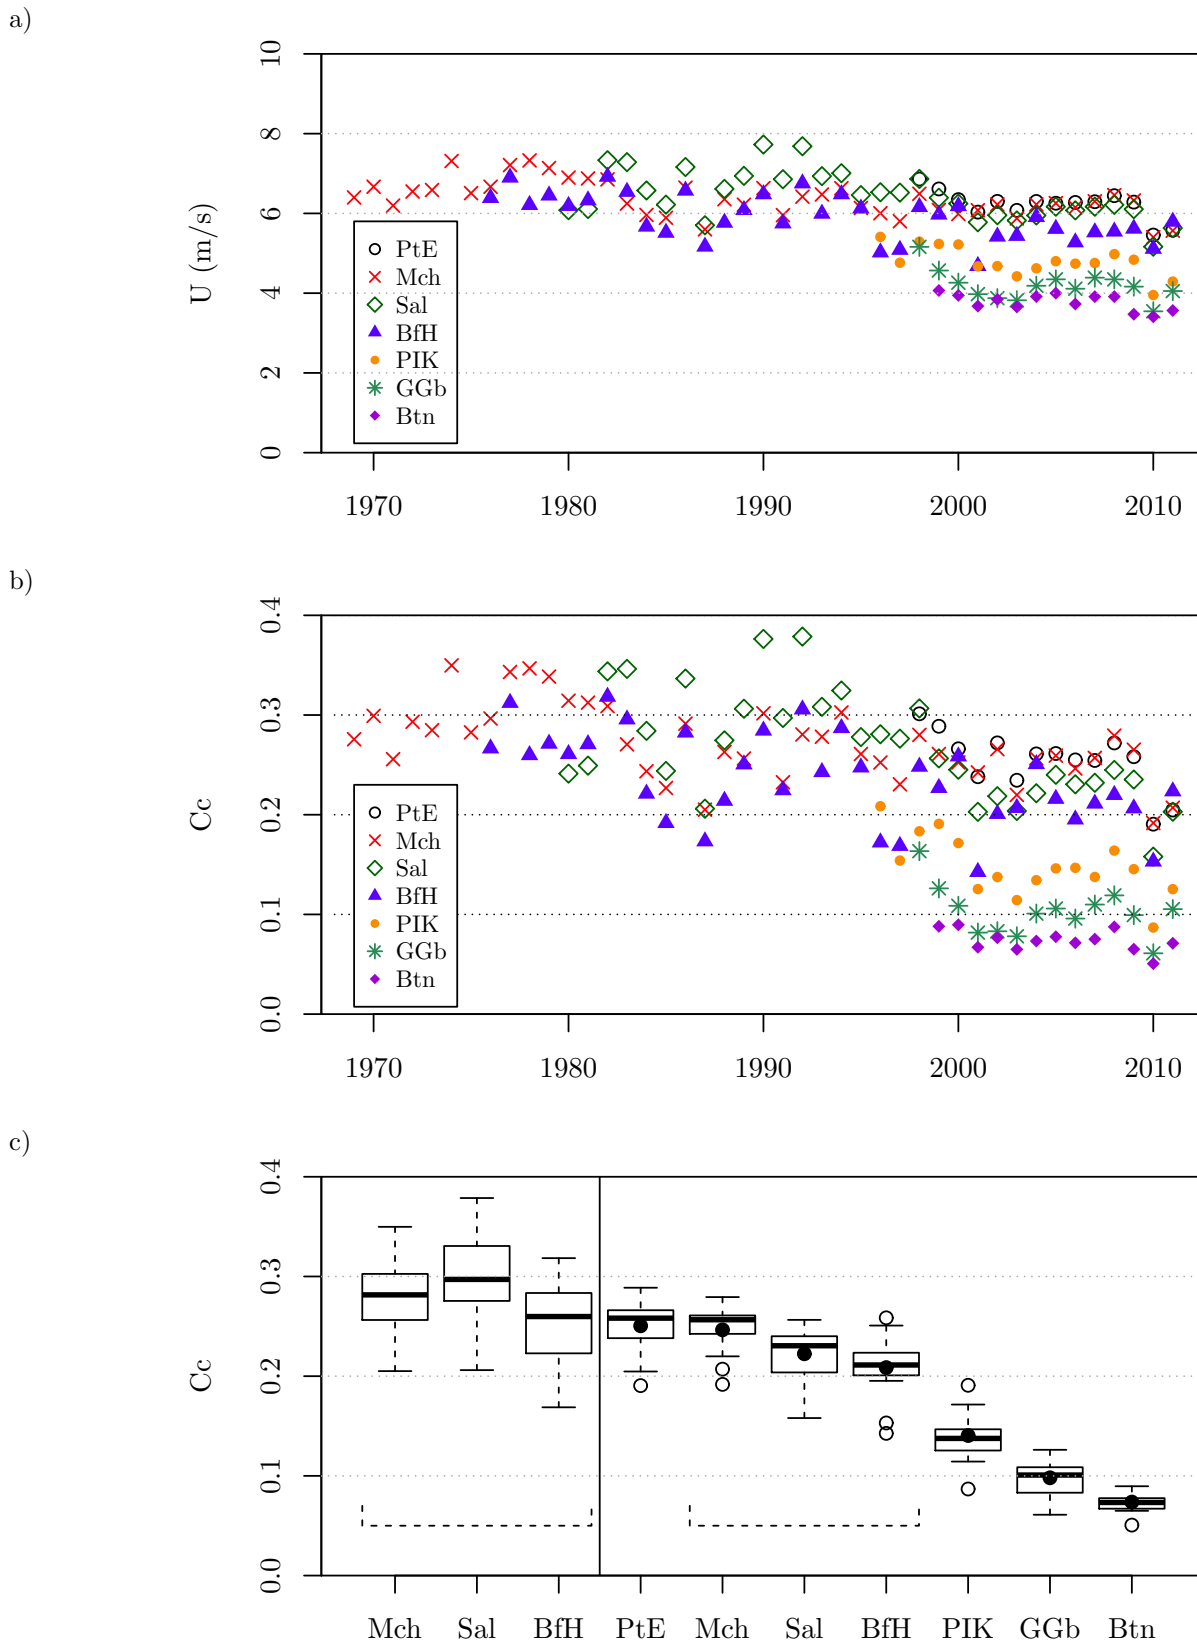 a)
10
8
6
4
2
0
U (m/s)
PtE
Mch
Sal
BfH
PIK
GGb
Btn
1970 1980 1990 2000 2010
b)
0.4
0.3
0.2
0.1
0.0
Cc
PtE
Mch
Sal
BfH
PIK
GGb
Btn
1970 1980 1990 2000 2010
c)
0.4
0.3
0.2
0.1
0.0
Cc
Mch Sal BfH PtE Mch Sal BfH PIK GGb Btn